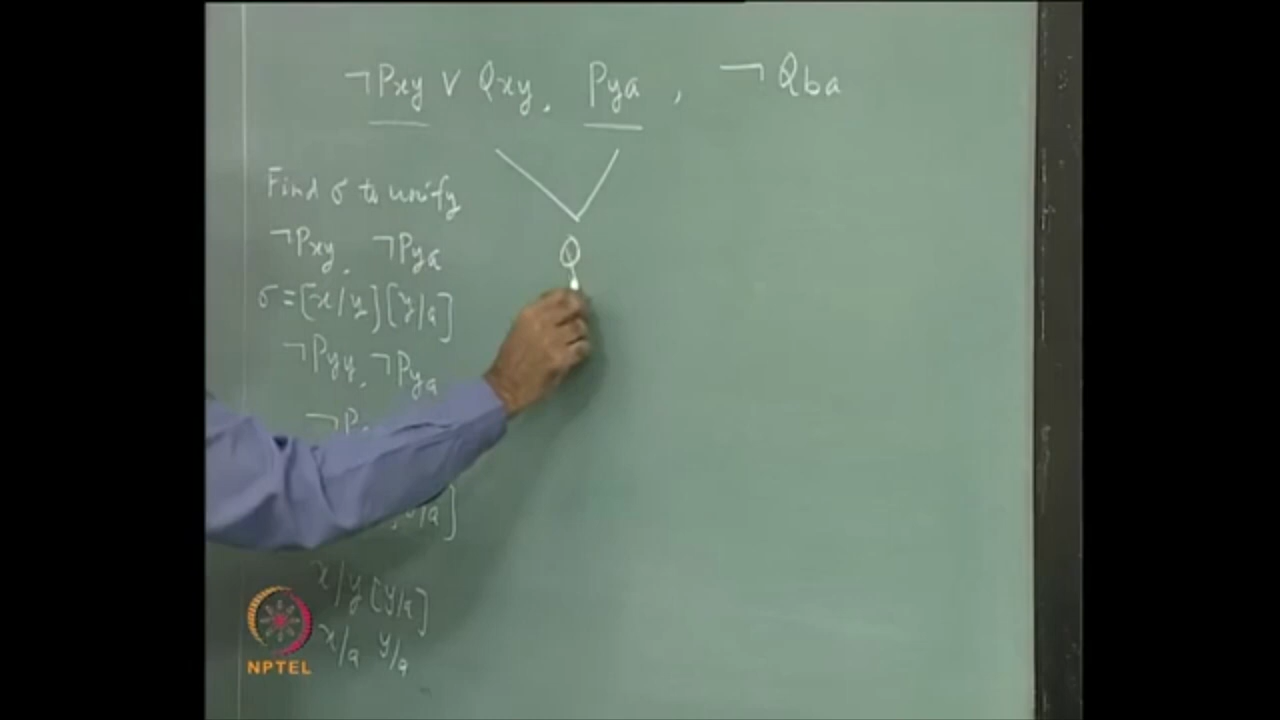 ¬Pxy ∨ Qxy, Pya, ¬Qba
Find σ to unify
¬Pxy, ¬Pya
σ = [x/y][y/a]
¬Pyy, ¬Pya
¬P
/a]
x/y [y/a]
x/a y/a
Q
NPTEL